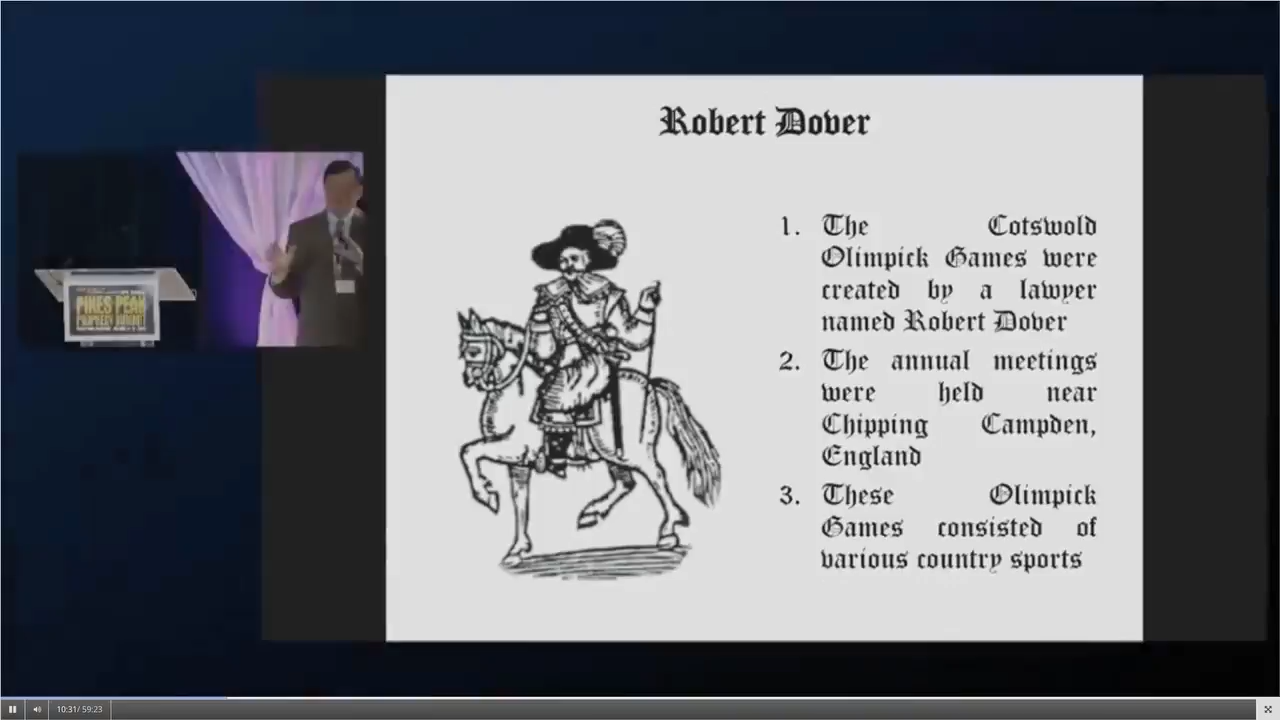 Robert Dover
1. The Cotswold
Olimpick Games were
created by a lawyer
named Robert Dover
2. The annual meetings
were held near
Chipping Campden,
England
3. These Olimpick
Games consisted of
various country sports
PIKES PEAK
PROPHECY SUMMIT
10:31/ 59:23